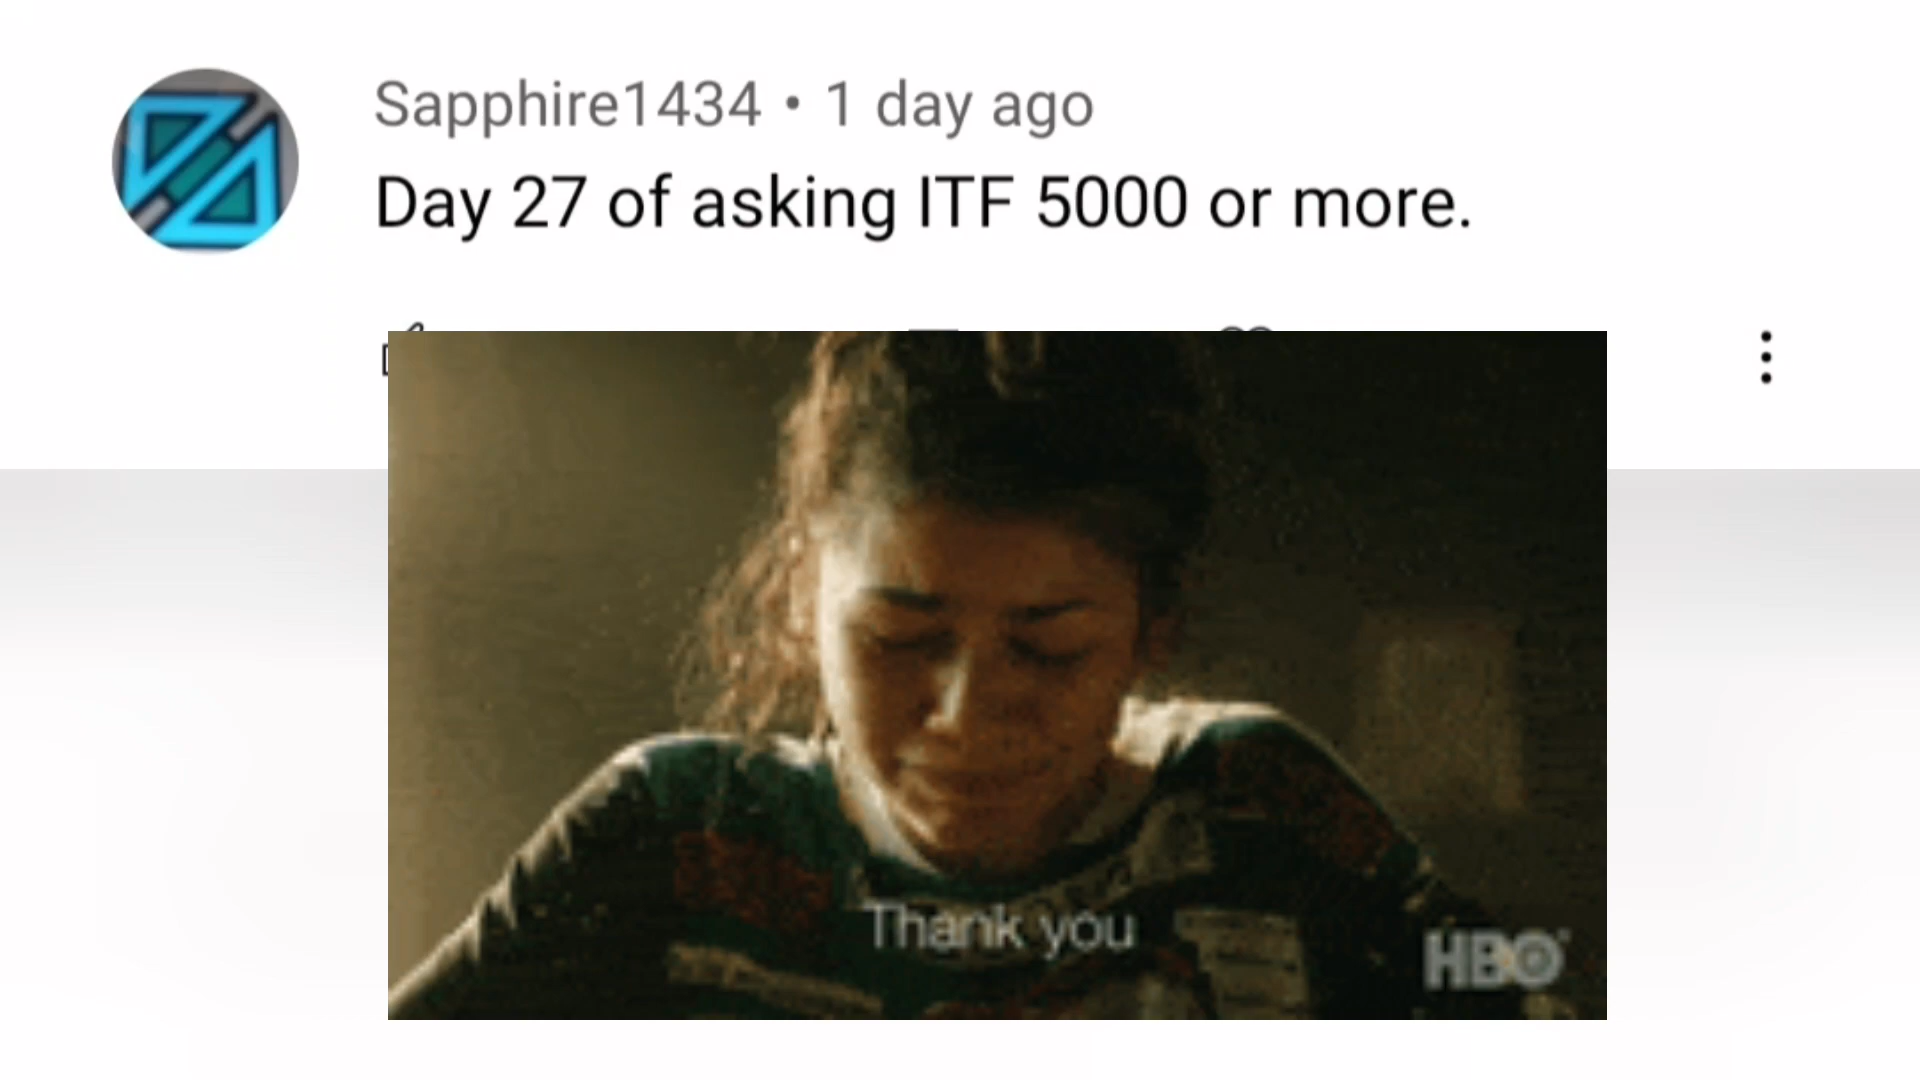 Sapphire1434 • 1 day ago
Day 27 of asking ITF 5000 or more.
Thank you
HBO